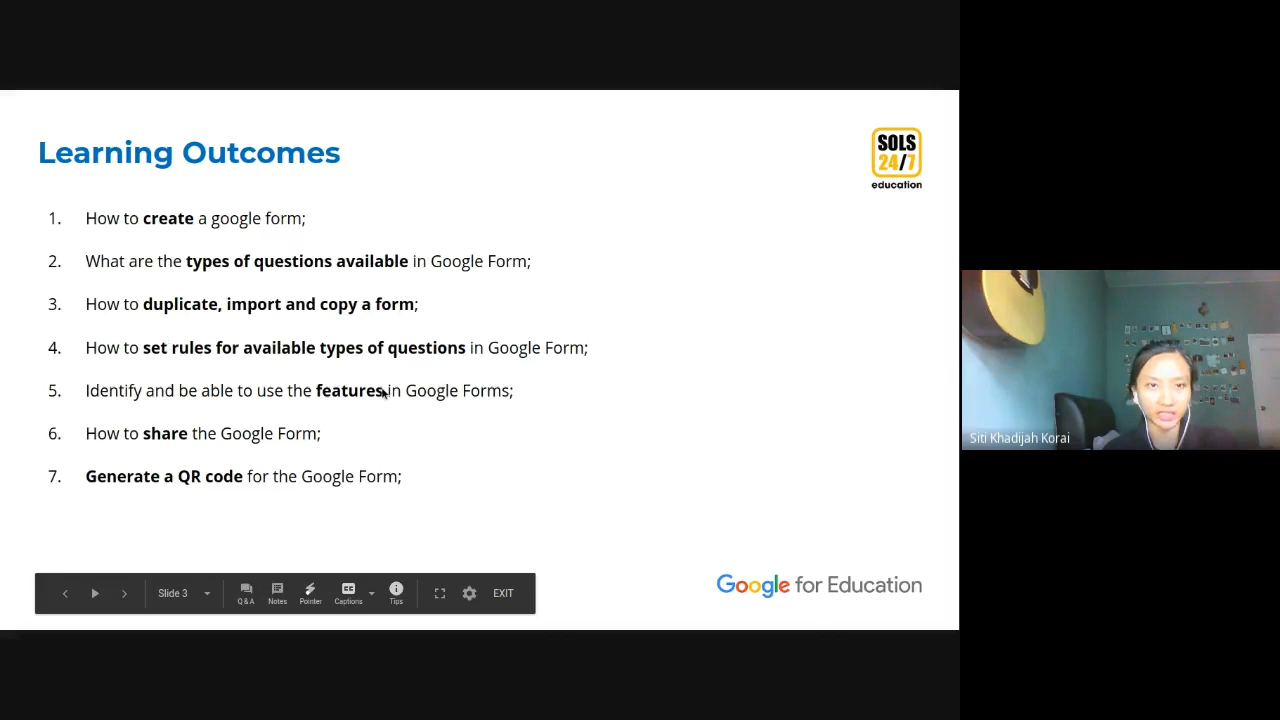 Learning Outcomes
SOLS
24/7
education
1. How to create a google form;
2. What are the types of questions available in Google Form;
3. How to duplicate, import and copy a form;
4. How to set rules for available types of questions in Google Form;
5. Identify and be able to use the features in Google Forms;
6. How to share the Google Form;
7. Generate a QR code for the Google Form;
Siti Khadijah Korai
Slide 3
Q & A
Notes
Pointer
CC
Captions
Tips
EXIT
Google for Education